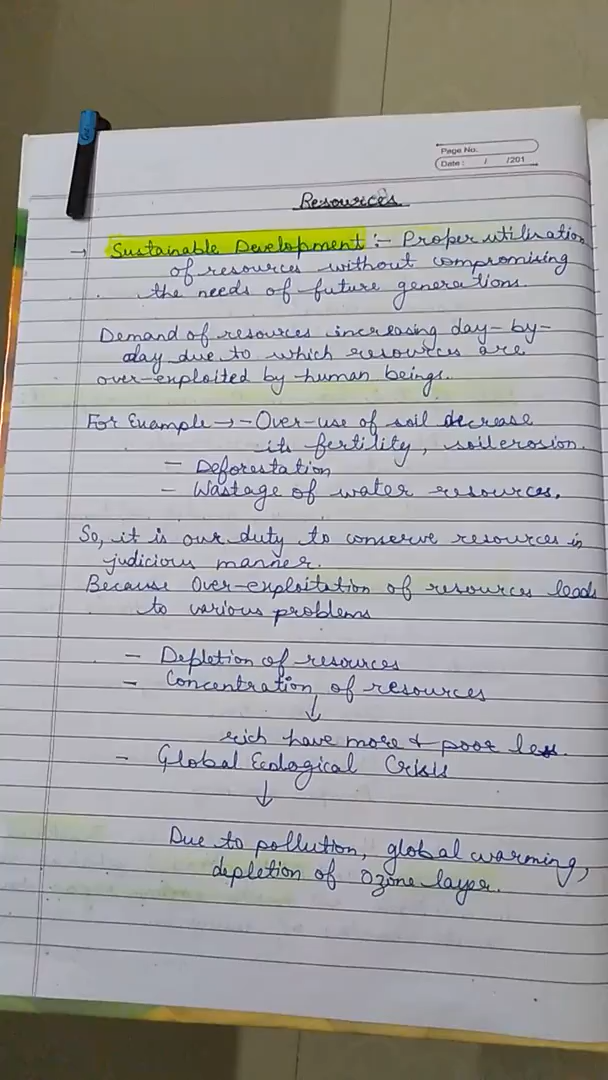 Page No.
Date : / /201
Resources
→ Sustainable Development :- Proper utilisation
of resources without compromising
the needs of future generations.
Demand of resources increasing day-by-
day due to which resources are
over-exploited by human beings.
For Example → - Over-use of soil decrease
its fertility, soil erosion.
- Deforestation
- Wastage of water resources.
So, it is our duty to conserve resources in
judicious manner.
Because Over-exploitation of resources leads
to various problems
- Depletion of resources
- Concentration of resources
↓
rich have more & poor less.
- Global Ecological Crisis
↓
Due to pollution, global warming,
depletion of ozone layer.